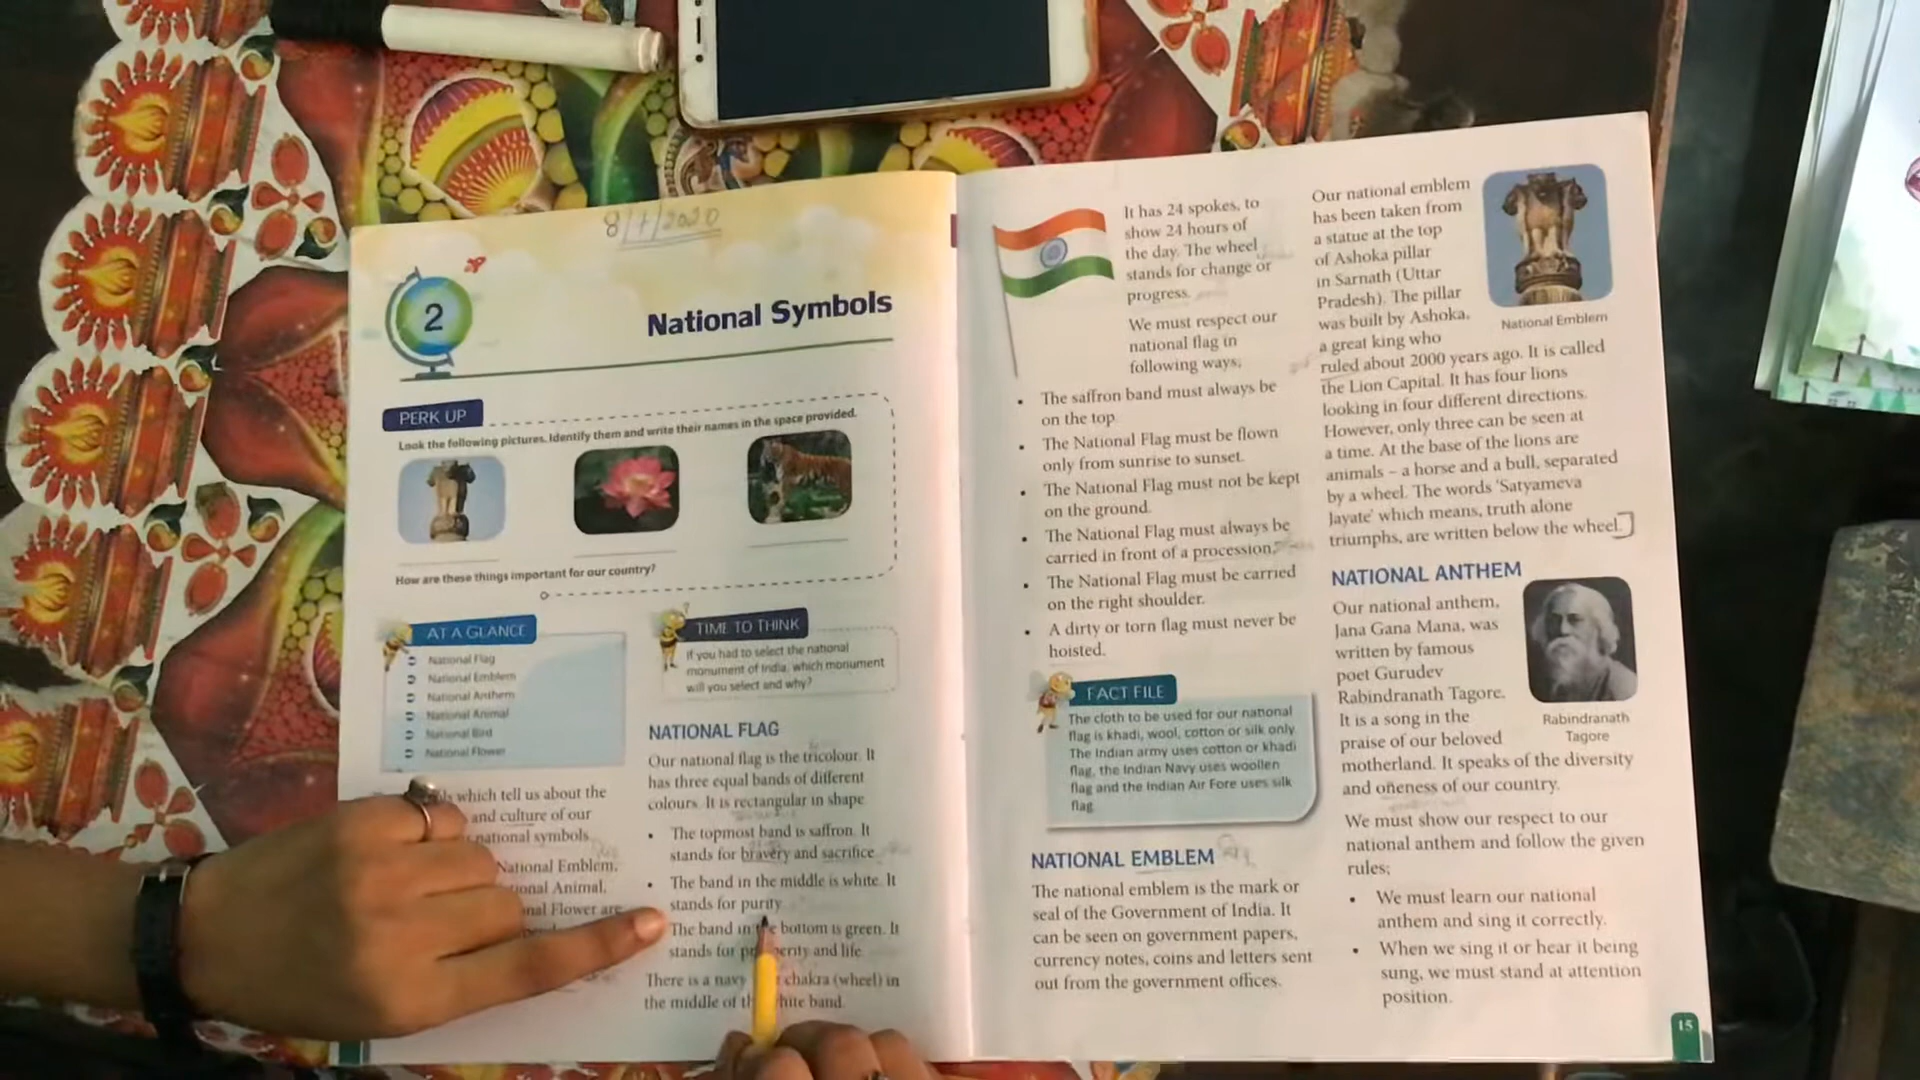 8/1/2020
2
National Symbols
PERK UP
Look the following pictures. Identify them and write their names in the space provided.
How are these things important for our country?
AT A GLANCE
National Flag
National Emblem
National Anthem
National Animal
National Bird
National Flower
which tell us about the
and culture of our
national symbols
National Emblem,
Animal,
Flower are
TIME TO THINK
If you had to select the national
monument of India, which monument
will you select and why?
NATIONAL FLAG
Our national flag is the tricolour. It
has three equal bands of different
colours. It is rectangular in shape
• The topmost band is saffron. It
stands for bravery and sacrifice
• The band in the middle is white. It
stands for purity
The band in the bottom is green. It
stands for prosperity and life
There is a navy chakra (wheel) in
the middle of the white band.
It has 24 spokes, to
show 24 hours of
the day. The wheel
stands for change or
progress.
We must respect our
national flag in
following ways;
• The saffron band must always be
on the top
• The National Flag must be flown
only from sunrise to sunset.
• The National Flag must not be kept
on the ground.
• The National Flag must always be
carried in front of a procession.
• The National Flag must be carried
on the right shoulder.
• A dirty or torn flag must never be
hoisted.
FACT FILE
The cloth to be used for our national
flag is khadi, wool, cotton or silk only
The Indian army uses cotton or khadi
flag, the Indian Navy uses woollen
flag and the Indian Air Fore uses silk
flag
NATIONAL EMBLEM
The national emblem is the mark or
seal of the Government of India. It
can be seen on government papers,
currency notes, coins and letters sent
out from the government offices.
Our national emblem
has been taken from
a statue at the top
of Ashoka pillar
in Sarnath (Uttar
Pradesh). The pillar
was built by Ashoka,
a great king who
ruled about 2000 years ago. It is called
the Lion Capital. It has four lions
looking in four different directions.
However, only three can be seen at
a time. At the base of the lions are
animals – a horse and a bull, separated
by a wheel. The words 'Satyameva
Jayate' which means, truth alone
triumphs, are written below the wheel.
National Emblem
NATIONAL ANTHEM
Our national anthem,
Jana Gana Mana, was
written by famous
poet Gurudev
Rabindranath Tagore.
It is a song in the
praise of our beloved
motherland. It speaks of the diversity
and oneness of our country.
Rabindranath
Tagore
We must show our respect to our
national anthem and follow the given
rules;
• We must learn our national
anthem and sing it correctly.
• When we sing it or hear it being
sung, we must stand at attention
position.
15